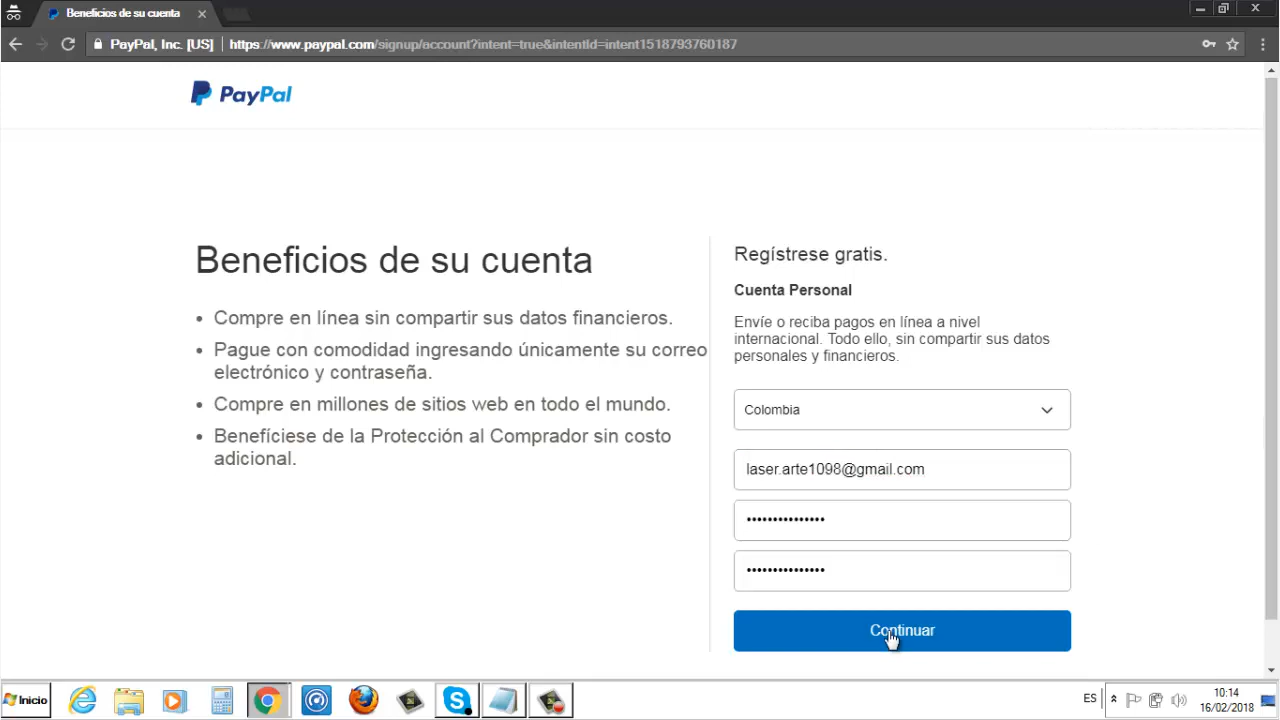 Beneficios de su cuenta
PayPal, Inc. [US] | https://www.paypal.com/signup/account?intent=true&intentId=intent1518793760187
PayPal
Beneficios de su cuenta
• Compre en línea sin compartir sus datos financieros.
• Pague con comodidad ingresando únicamente su correo
electrónico y contraseña.
• Compre en millones de sitios web en todo el mundo.
• Benefíciese de la Protección al Comprador sin costo
adicional.
Regístrese gratis.
Cuenta Personal
Envíe o reciba pagos en línea a nivel
internacional. Todo ello, sin compartir sus datos
personales y financieros.
Colombia
laser.arte1098@gmail.com
•••••••••••••••
•••••••••••••••
Continuar
Inicio
ES
10:14
16/02/2018